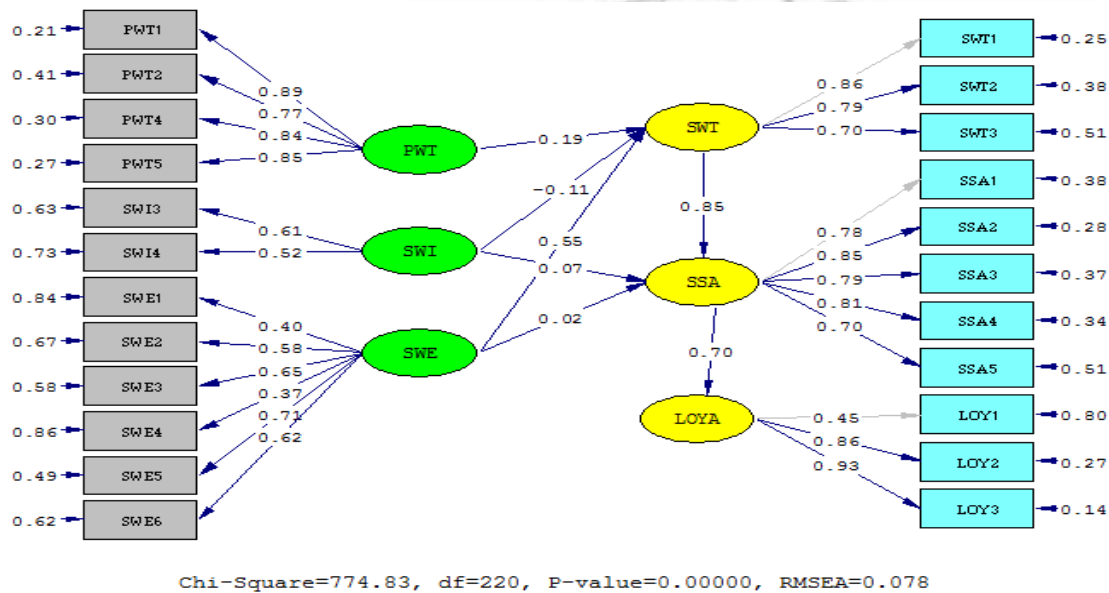 0.21 PWT1
0.41 PWT2
0.30 PWT4
0.27 PWT5
0.63 SWI3
0.73 SWI4
0.84 SWE1
0.67 SWE2
0.58 SWE3
0.86 SWE4
0.49 SWE5
0.62 SWE6
0.89
0.77
0.84
0.85
0.61
0.52
0.40
0.58
0.65
0.37
0.71
0.62
PWT
SWI
SWE
0.19
-0.11
0.55
0.07
0.02
SWT
0.85
SSA
0.70
LOYA
0.86
0.79
0.70
0.78
0.85
0.79
0.81
0.70
0.45
0.86
0.93
SWT1 0.25
SWT2 0.38
SWT3 0.51
SSA1 0.38
SSA2 0.28
SSA3 0.37
SSA4 0.34
SSA5 0.51
LOY1 0.80
LOY2 0.27
LOY3 0.14
Chi-Square=774.83, df=220, P-value=0.00000, RMSEA=0.078